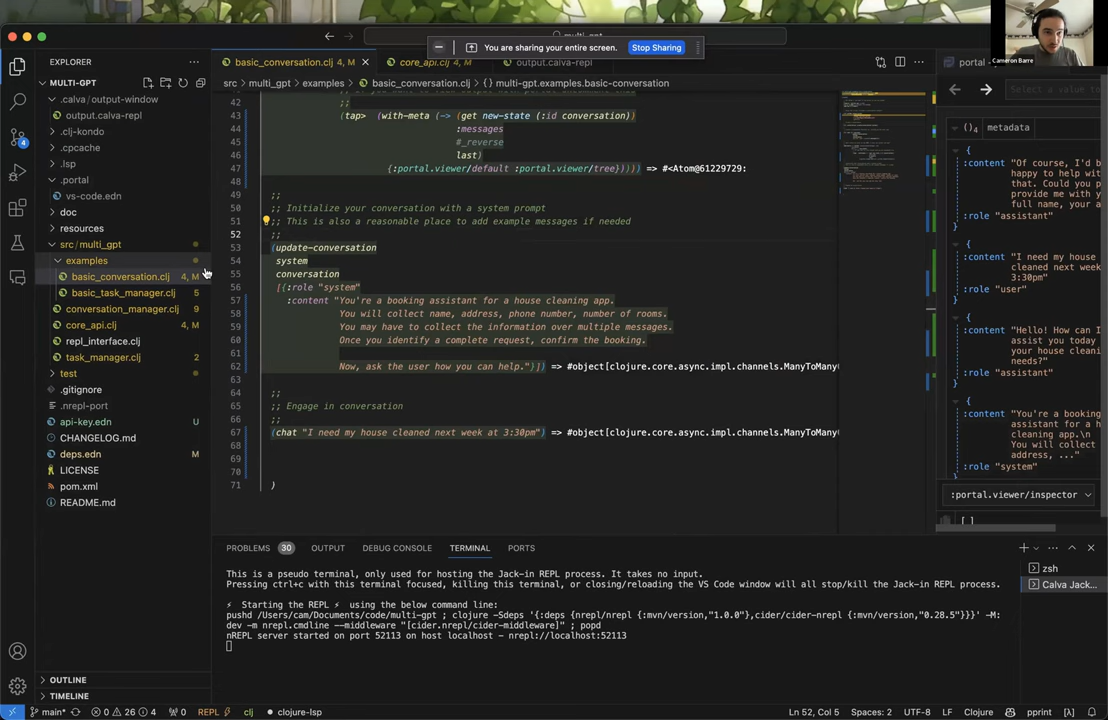 multi_gpt
You are sharing your entire screen.
Stop Sharing
Cameron Barre
EXPLORER
MULTI-GPT
.calva/output-window
output.calva-repl
.clj-kondo
.cpcache
.lsp
.portal
vs-code.edn
doc
resources
src/multi_gpt
examples
basic_conversation.clj 4, M
basic_task_manager.clj 5
conversation_manager.clj 9
core_api.clj 4, M
repl_interface.clj
task_manager.clj 2
test
.gitignore
.nrepl-port
api-key.edn U
CHANGELOG.md
deps.edn M
LICENSE
pom.xml
README.md
OUTLINE
TIMELINE
4
basic_conversation.clj 4, M
core_api.clj 4, M
output.calva-repl
src > multi_gpt > examples > basic_conversation.clj > {} multi-gpt.examples.basic-conversation
42 ;;
43 (tap> (with-meta (-> (get new-state (:id conversation))
44 :messages
45 #_reverse
46 last)
47 {:portal.viewer/default :portal.viewer/tree})))) => #<Atom@61229729:
48
49 ;;
50 ;; Initialize your conversation with a system prompt
51 ;; This is also a reasonable place to add example messages if needed
52 ;;
53 (update-conversation
54 system
55 conversation
56 [{:role "system"
57 :content "You're a booking assistant for a house cleaning app.
58 You will collect name, address, phone number, number of rooms.
59 You may have to collect the information over multiple messages.
60 Once you identify a complete request, confirm the booking.
61
62 Now, ask the user how you can help."}]) => #object[clojure.core.async.impl.channels.ManyToMany
63
64 ;;
65 ;; Engage in conversation
66 ;;
67 (chat "I need my house cleaned next week at 3:30pm") => #object[clojure.core.async.impl.channels.ManyToMany
68
69
70
71 )
portal
Select a value to
()4 metadata
{
:content "Of course, I'd b
happy to help wit
that. Could you p
provide me with y
full name, your a
:role "assistant"
}
{
:content "I need my house
cleaned next week
3:30pm"
:role "user"
}
{
:content "Hello! How can I
assist you today
your house cleani
needs?"
:role "assistant"
}
{
:content "You're a booking
assistant for a h
cleaning app.\n
You will collect
address, ..."
:role "system"
}
:portal.viewer/inspector
[ ]
PROBLEMS 30
OUTPUT
DEBUG CONSOLE
TERMINAL
PORTS
This is a pseudo terminal, only used for hosting the Jack-in REPL process. It takes no input.
Pressing ctrl+c with this terminal focused, killing this terminal, or closing/reloading the VS Code window will all stop/kill the Jack-in REPL process.
⚡ Starting the REPL ⚡ using the below command line:
pushd /Users/cam/Documents/code/multi-gpt ; clojure -Sdeps '{:deps {nrepl/nrepl {:mvn/version,"1.0.0"},cider/cider-nrepl {:mvn/version,"0.28.5"}}}' -M:
dev -m nrepl.cmdline --middleware "[cider.nrepl/cider-middleware]" ; popd
nREPL server started on port 52113 on host localhost - nrepl://localhost:52113
zsh
Calva Jack...
main* 0 26 4 0 REPL ⚡ clj clojure-lsp
Ln 52, Col 5 Spaces: 2 UTF-8 LF Clojure pprint [λ]